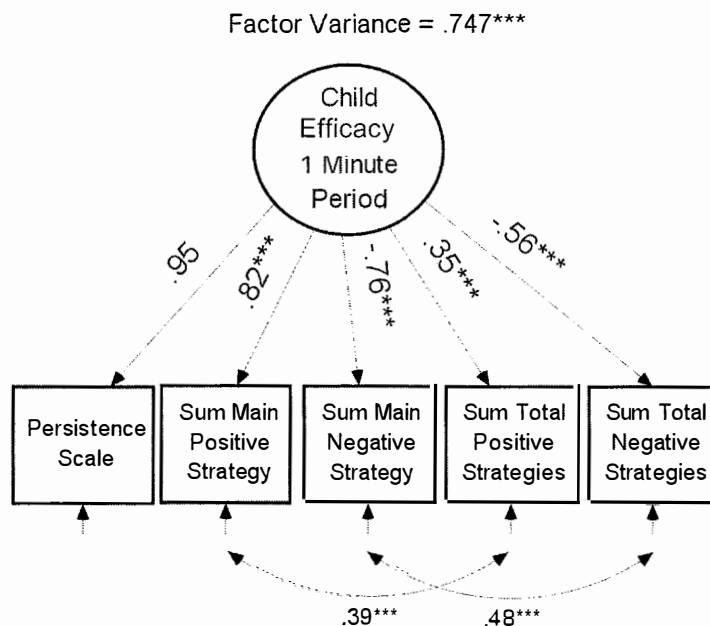 Factor Variance = .747***
Child
Efficacy
1 Minute
Period
.95
.82***
-.76***
.35***
-.56***
Persistence
Scale
Sum Main
Positive
Strategy
Sum Main
Negative
Strategy
Sum Total
Positive
Strategies
Sum Total
Negative
Strategies
.39***
.48***